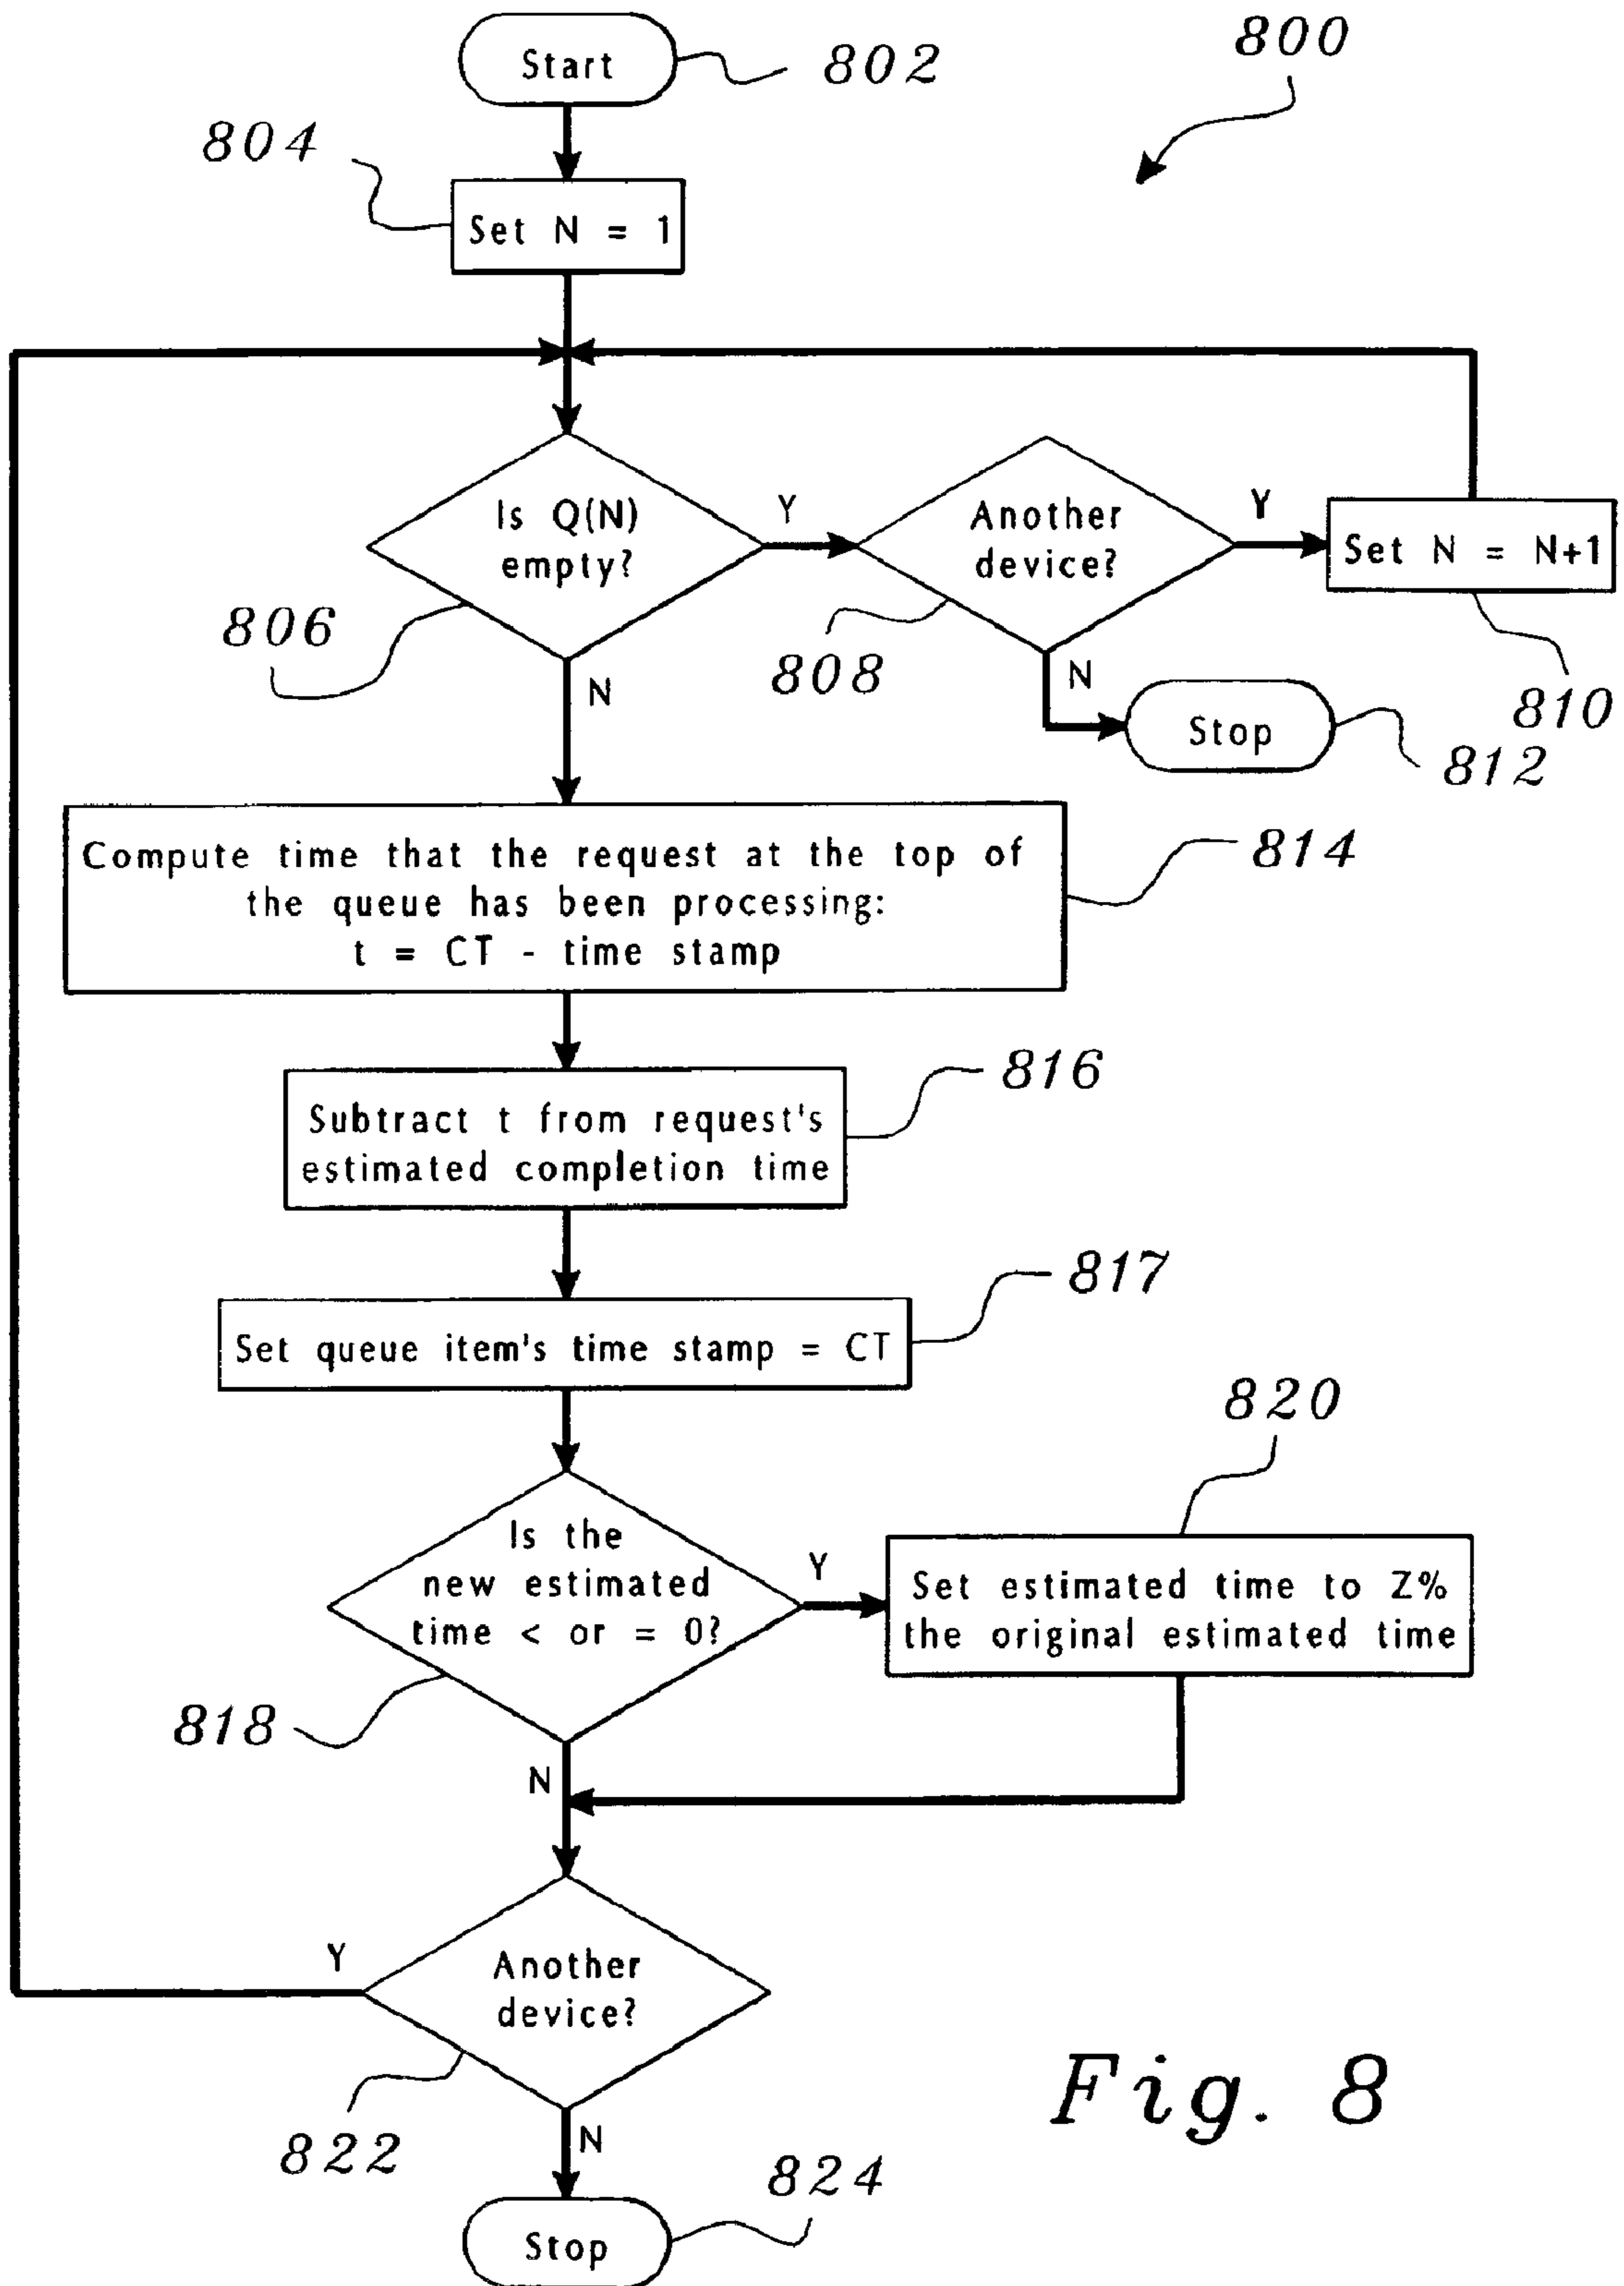 Start
802
800
804
Set N = 1
Is Q(N)
empty?
Y
Another
device?
Y
Set N = N+1
806
808
810
N
N
Stop
812
Compute time that the request at the top of
the queue has been processing:
t = CT - time stamp
814
Subtract t from request's
estimated completion time
816
Set queue item's time stamp = CT
817
Is the
new estimated
time < or = 0?
Y
Set estimated time to Z%
the original estimated time
820
818
N
Another
device?
Y
822
N
Stop
824
Fig. 8